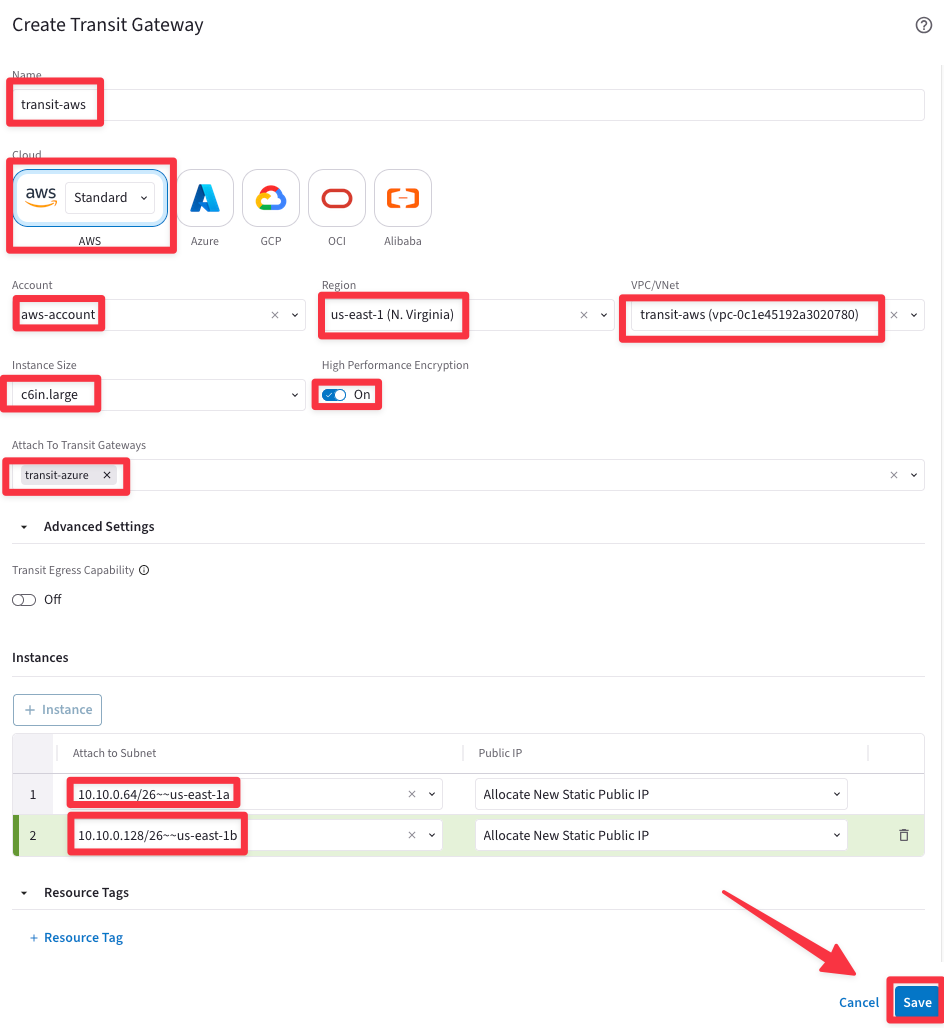 Create Transit Gateway
Name
transit-aws
Cloud
aws Standard
AWS Azure GCP OCI Alibaba
Account Region VPC/VNet
aws-account us-east-1 (N. Virginia) transit-aws (vpc-0c1e45192a3020780)
Instance Size High Performance Encryption
c6in.large On
Attach To Transit Gateways
transit-azure
Advanced Settings
Transit Egress Capability
Off
Instances
+ Instance
Attach to Subnet Public IP
1 10.10.0.64/26~~us-east-1a Allocate New Static Public IP
2 10.10.0.128/26~~us-east-1b Allocate New Static Public IP
Resource Tags
+ Resource Tag
Cancel Save